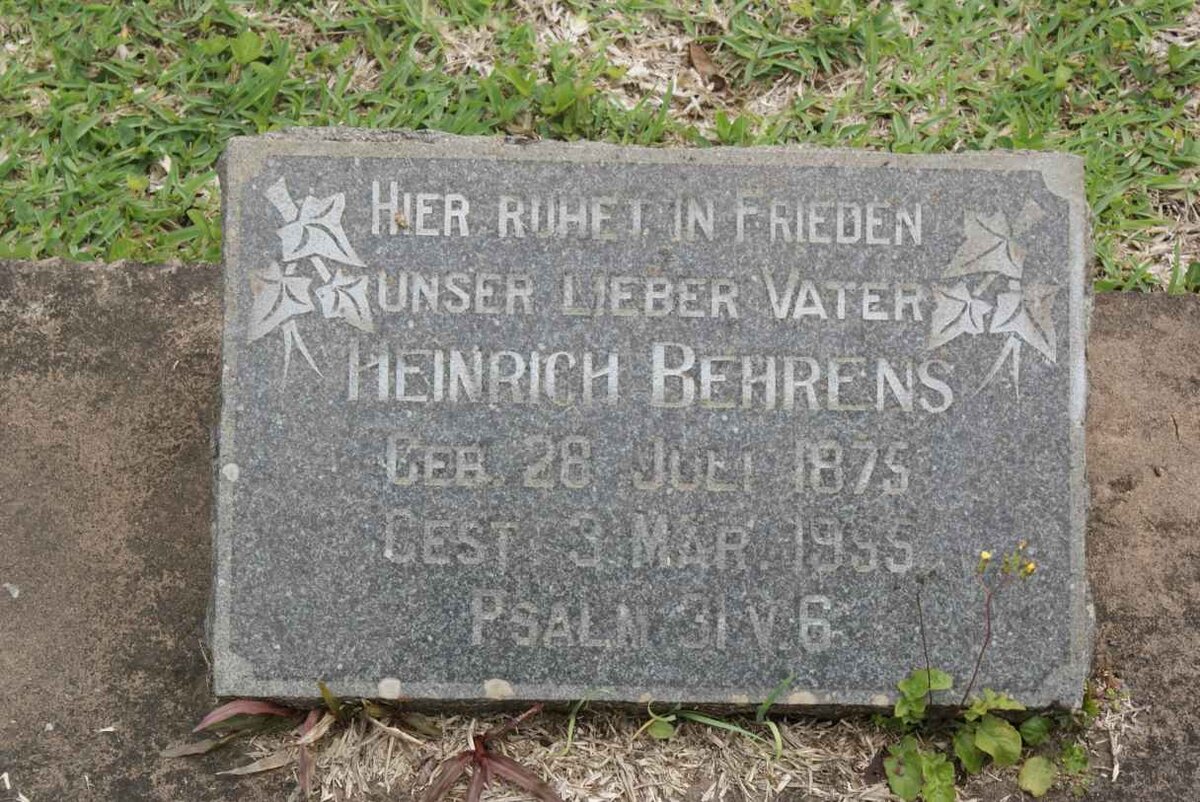 HIER RUHET IN FRIEDEN
UNSER LIEBER VATER
HEINRICH BEHRENS
GEB. 28 JULI 1875
GEST. 3 MAR. 1955
PSALM 31 V. 6